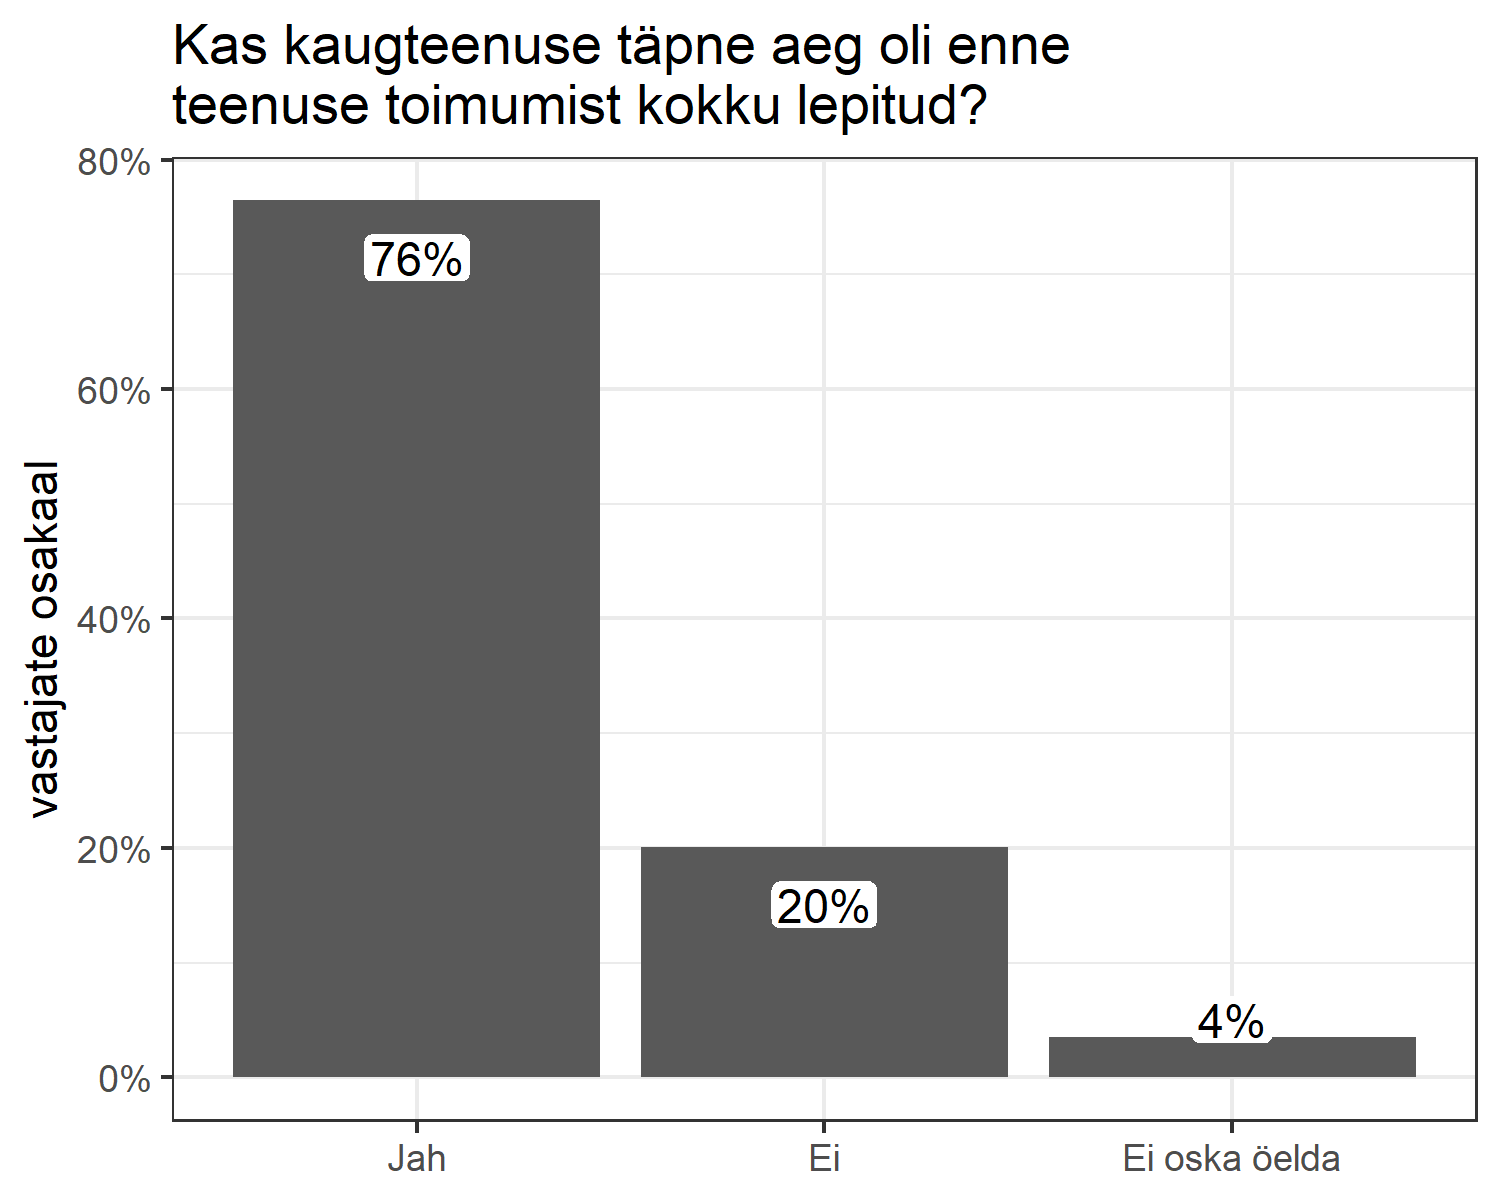 Kas kaugteenuse täpne aeg oli enne
teenuse toimumist kokku lepitud?
vastajate osakaal
80%
60%
40%
20%
0%
76%
20%
4%
Jah
Ei
Ei oska öelda